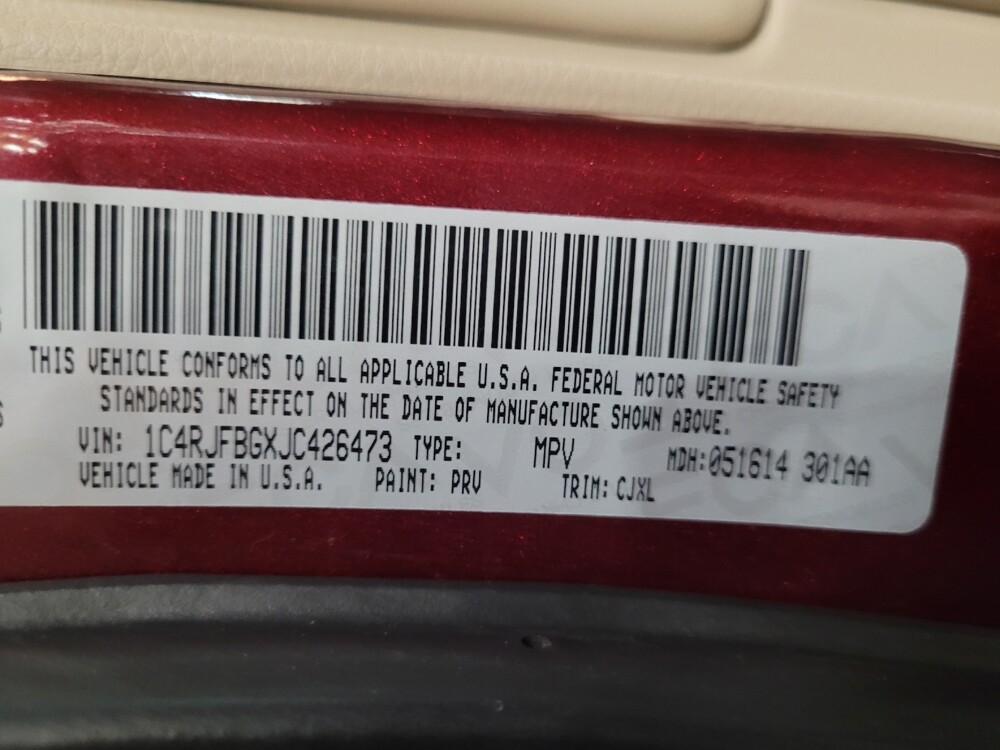 THIS VEHICLE CONFORMS TO ALL APPLICABLE U.S.A. FEDERAL MOTOR VEHICLE SAFETY
STANDARDS IN EFFECT ON THE DATE OF MANUFACTURE SHOWN ABOVE.
VIN: 1C4RJFBGXJC426473 TYPE: MPV MDH:051614 301AA
VEHICLE MADE IN U.S.A. PAINT: PRV TRIM: CJXL